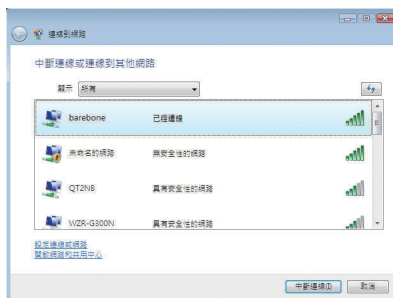 連線到網路
中斷連線或連線到其他網路
顯示 所有
barebone 已經連線
未命名的網路 無安全性的網路
QT2NB 具有安全性的網路
WZR-G300N 具有安全性的網路
設定連線或網路
開啟網路和共用中心
中斷連線(I) 取消